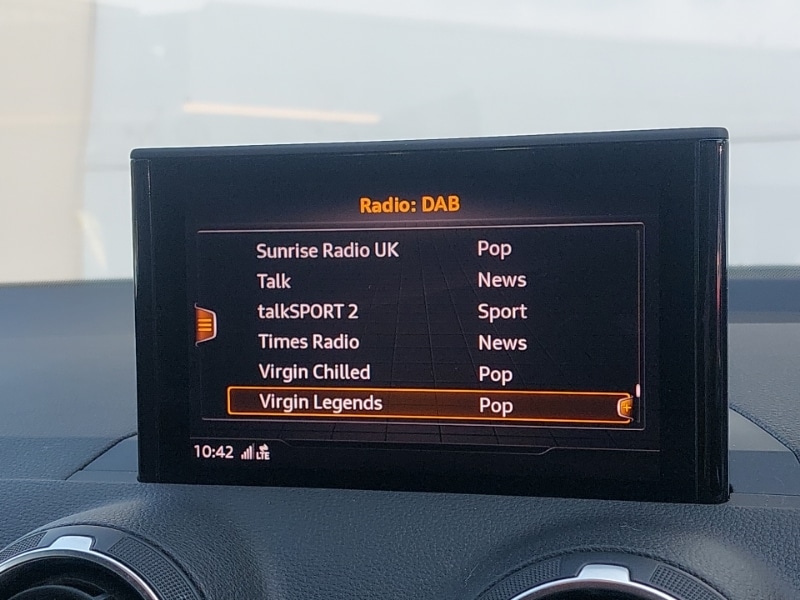 Radio: DAB
Sunrise Radio UK Pop
Talk News
talkSPORT 2 Sport
Times Radio News
Virgin Chilled Pop
Virgin Legends Pop
10:42 LTE